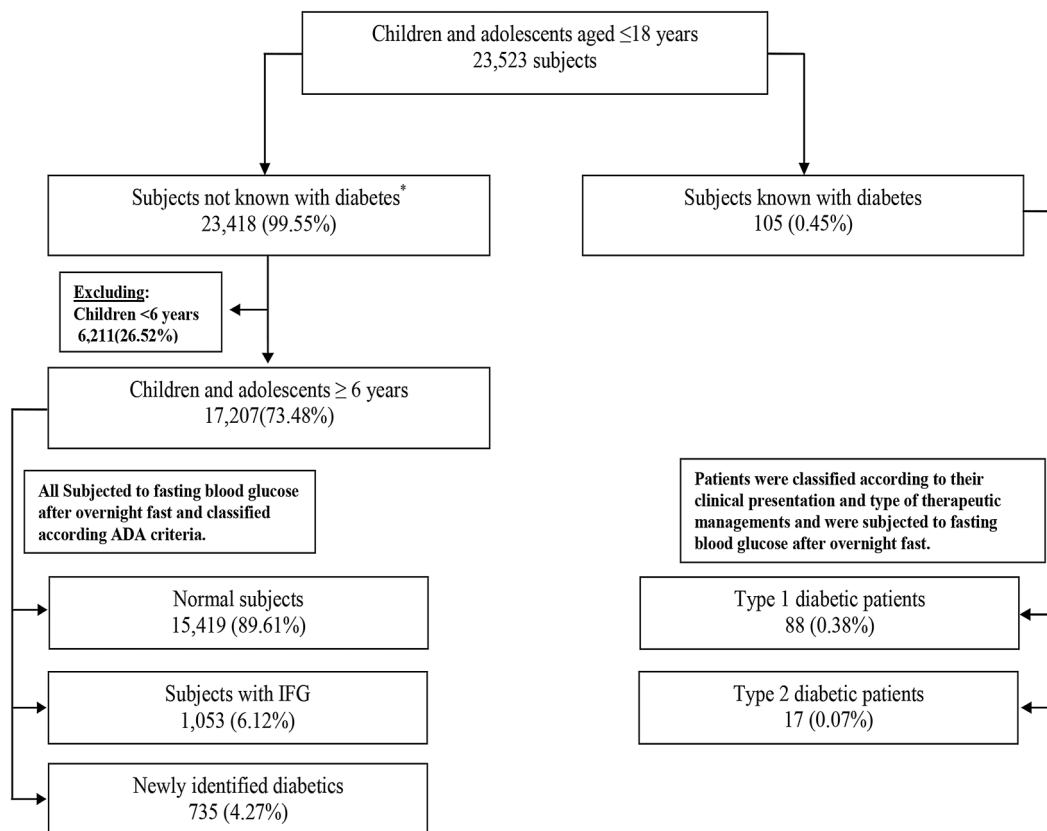 Children and adolescents aged ≤18 years
23,523 subjects
Subjects not known with diabetes*
23,418 (99.55%)
Subjects known with diabetes
105 (0.45%)
Excluding:
Children <6 years
6,211(26.52%)
Children and adolescents ≥ 6 years
17,207(73.48%)
All Subjected to fasting blood glucose
after overnight fast and classified
according ADA criteria.
Patients were classified according to their
clinical presentation and type of therapeutic
managements and were subjected to fasting
blood glucose after overnight fast.
Normal subjects
15,419 (89.61%)
Type 1 diabetic patients
88 (0.38%)
Subjects with IFG
1,053 (6.12%)
Type 2 diabetic patients
17 (0.07%)
Newly identified diabetics
735 (4.27%)